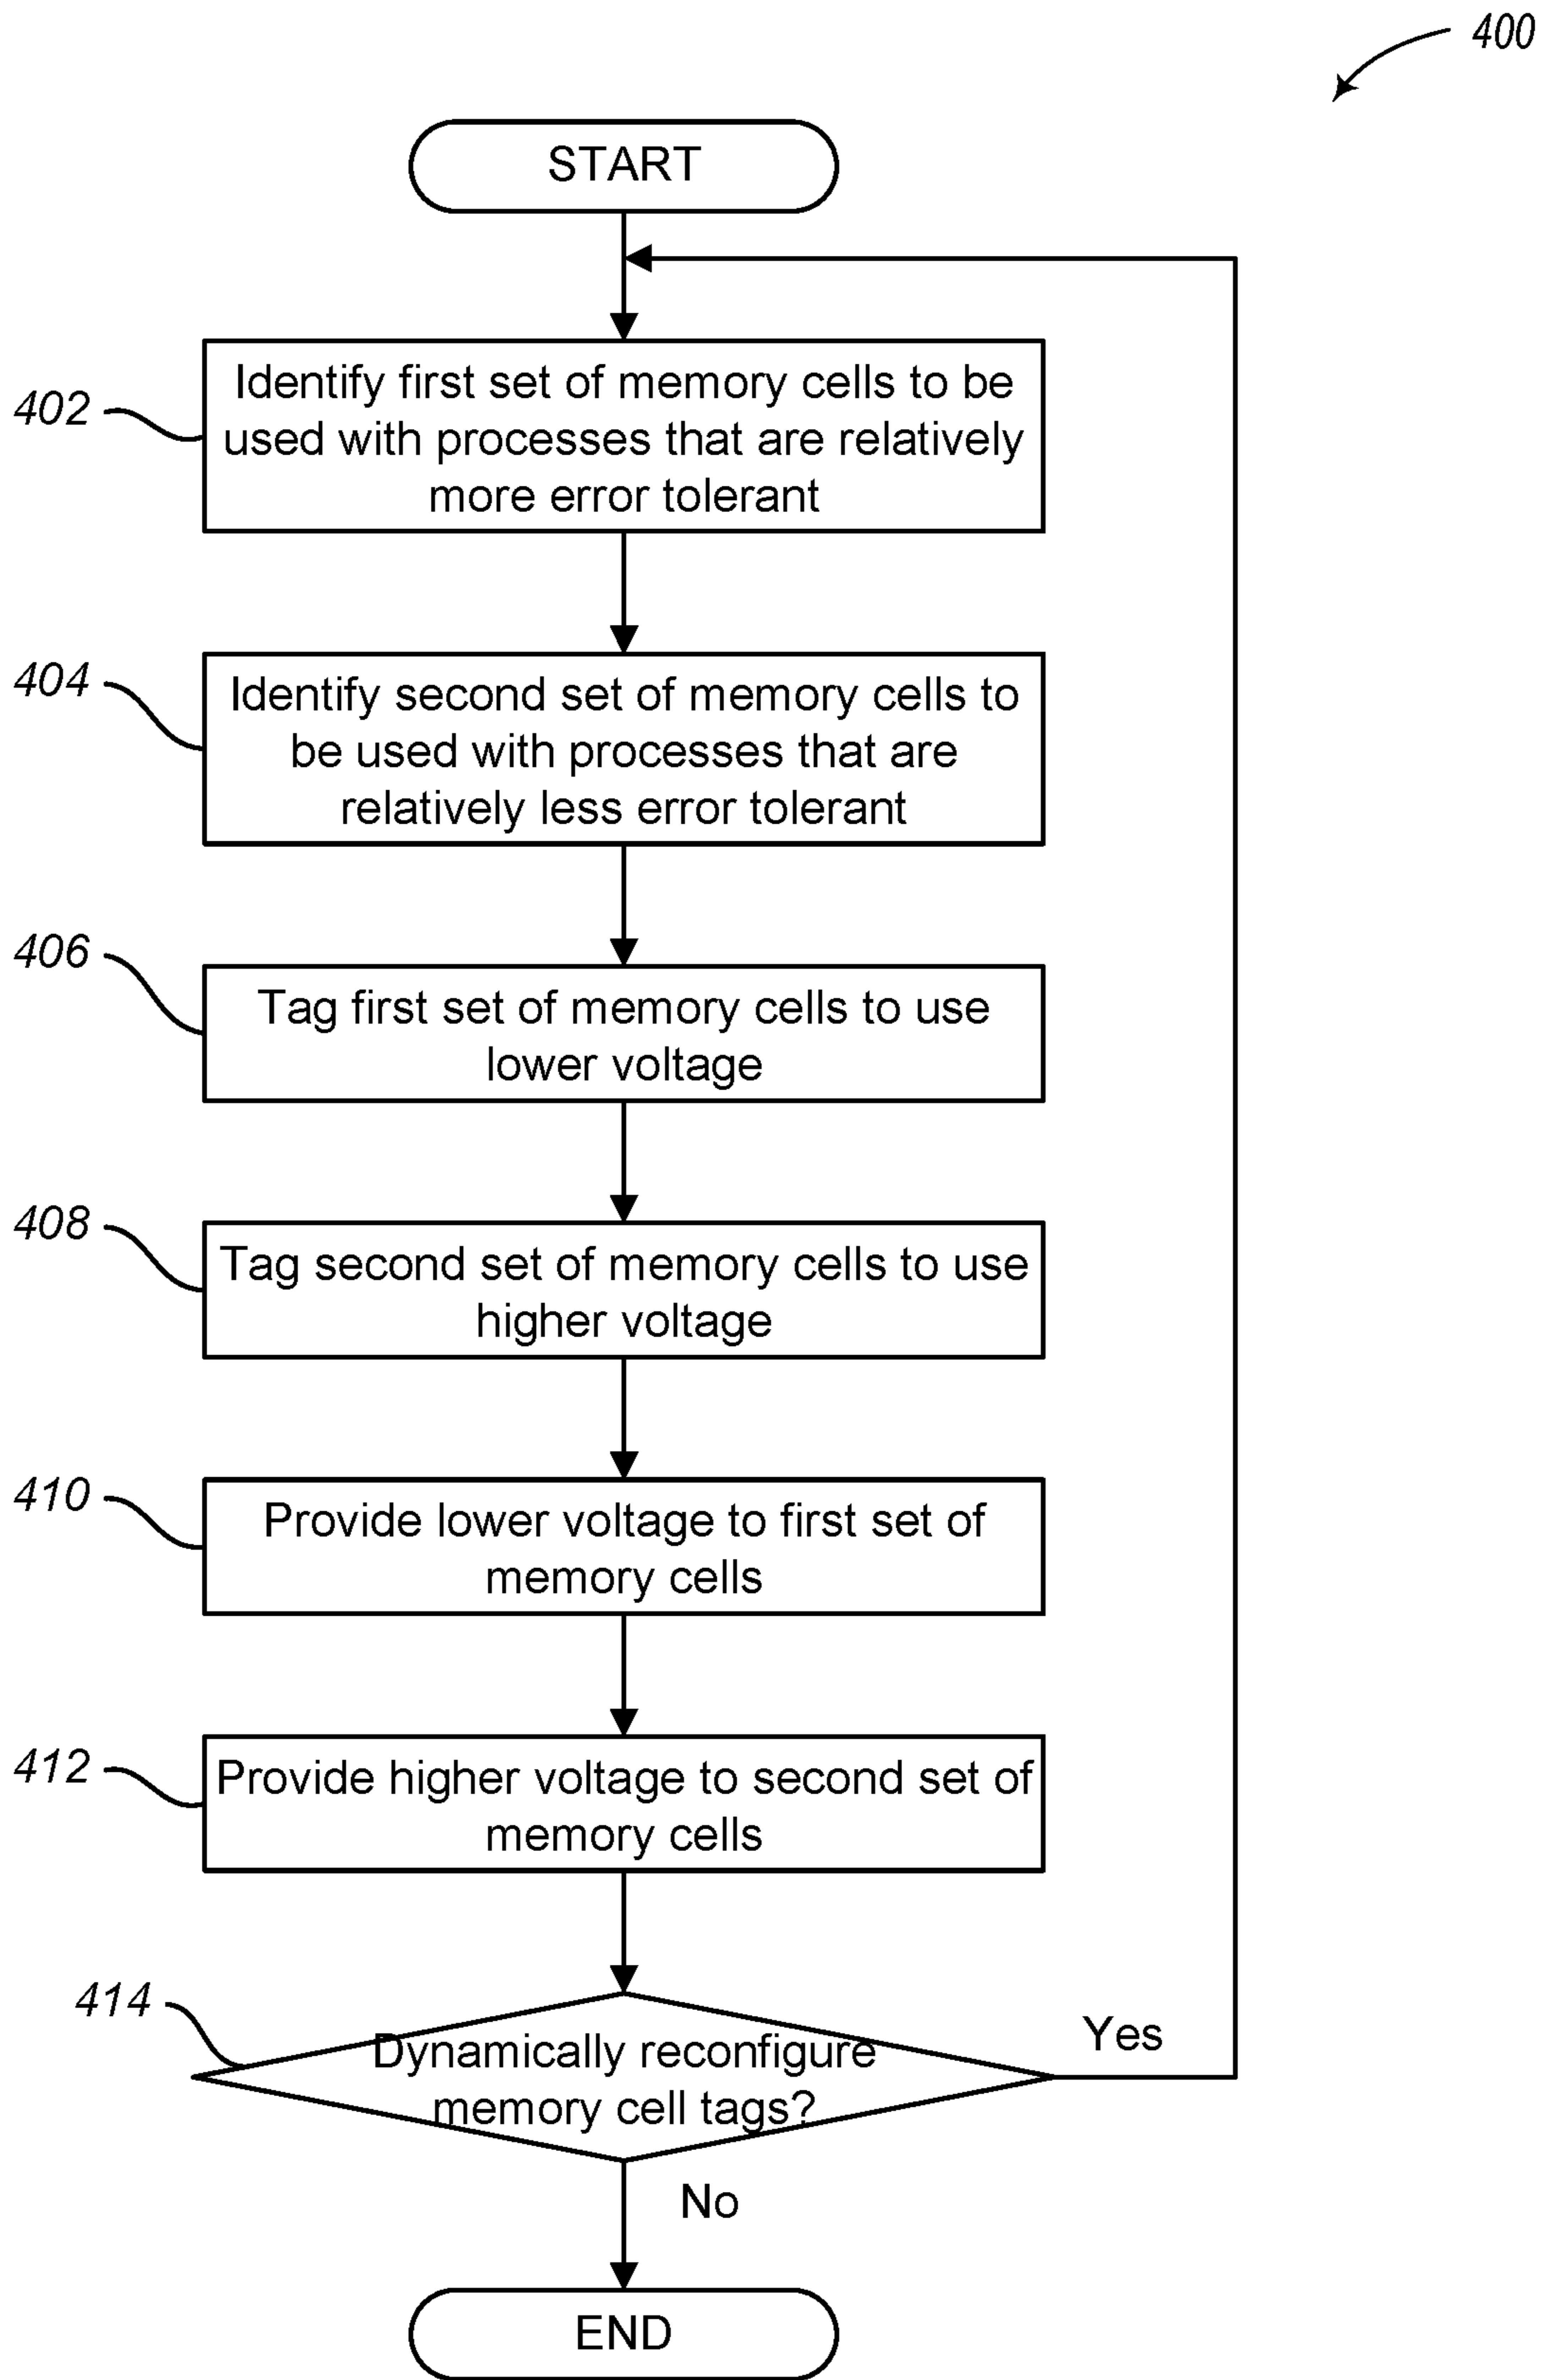 400
START
402
Identify first set of memory cells to be
used with processes that are relatively
more error tolerant
404
Identify second set of memory cells to
be used with processes that are
relatively less error tolerant
406
Tag first set of memory cells to use
lower voltage
408
Tag second set of memory cells to use
higher voltage
410
Provide lower voltage to first set of
memory cells
412
Provide higher voltage to second set of
memory cells
414
Dynamically reconfigure
memory cell tags?
Yes
No
END